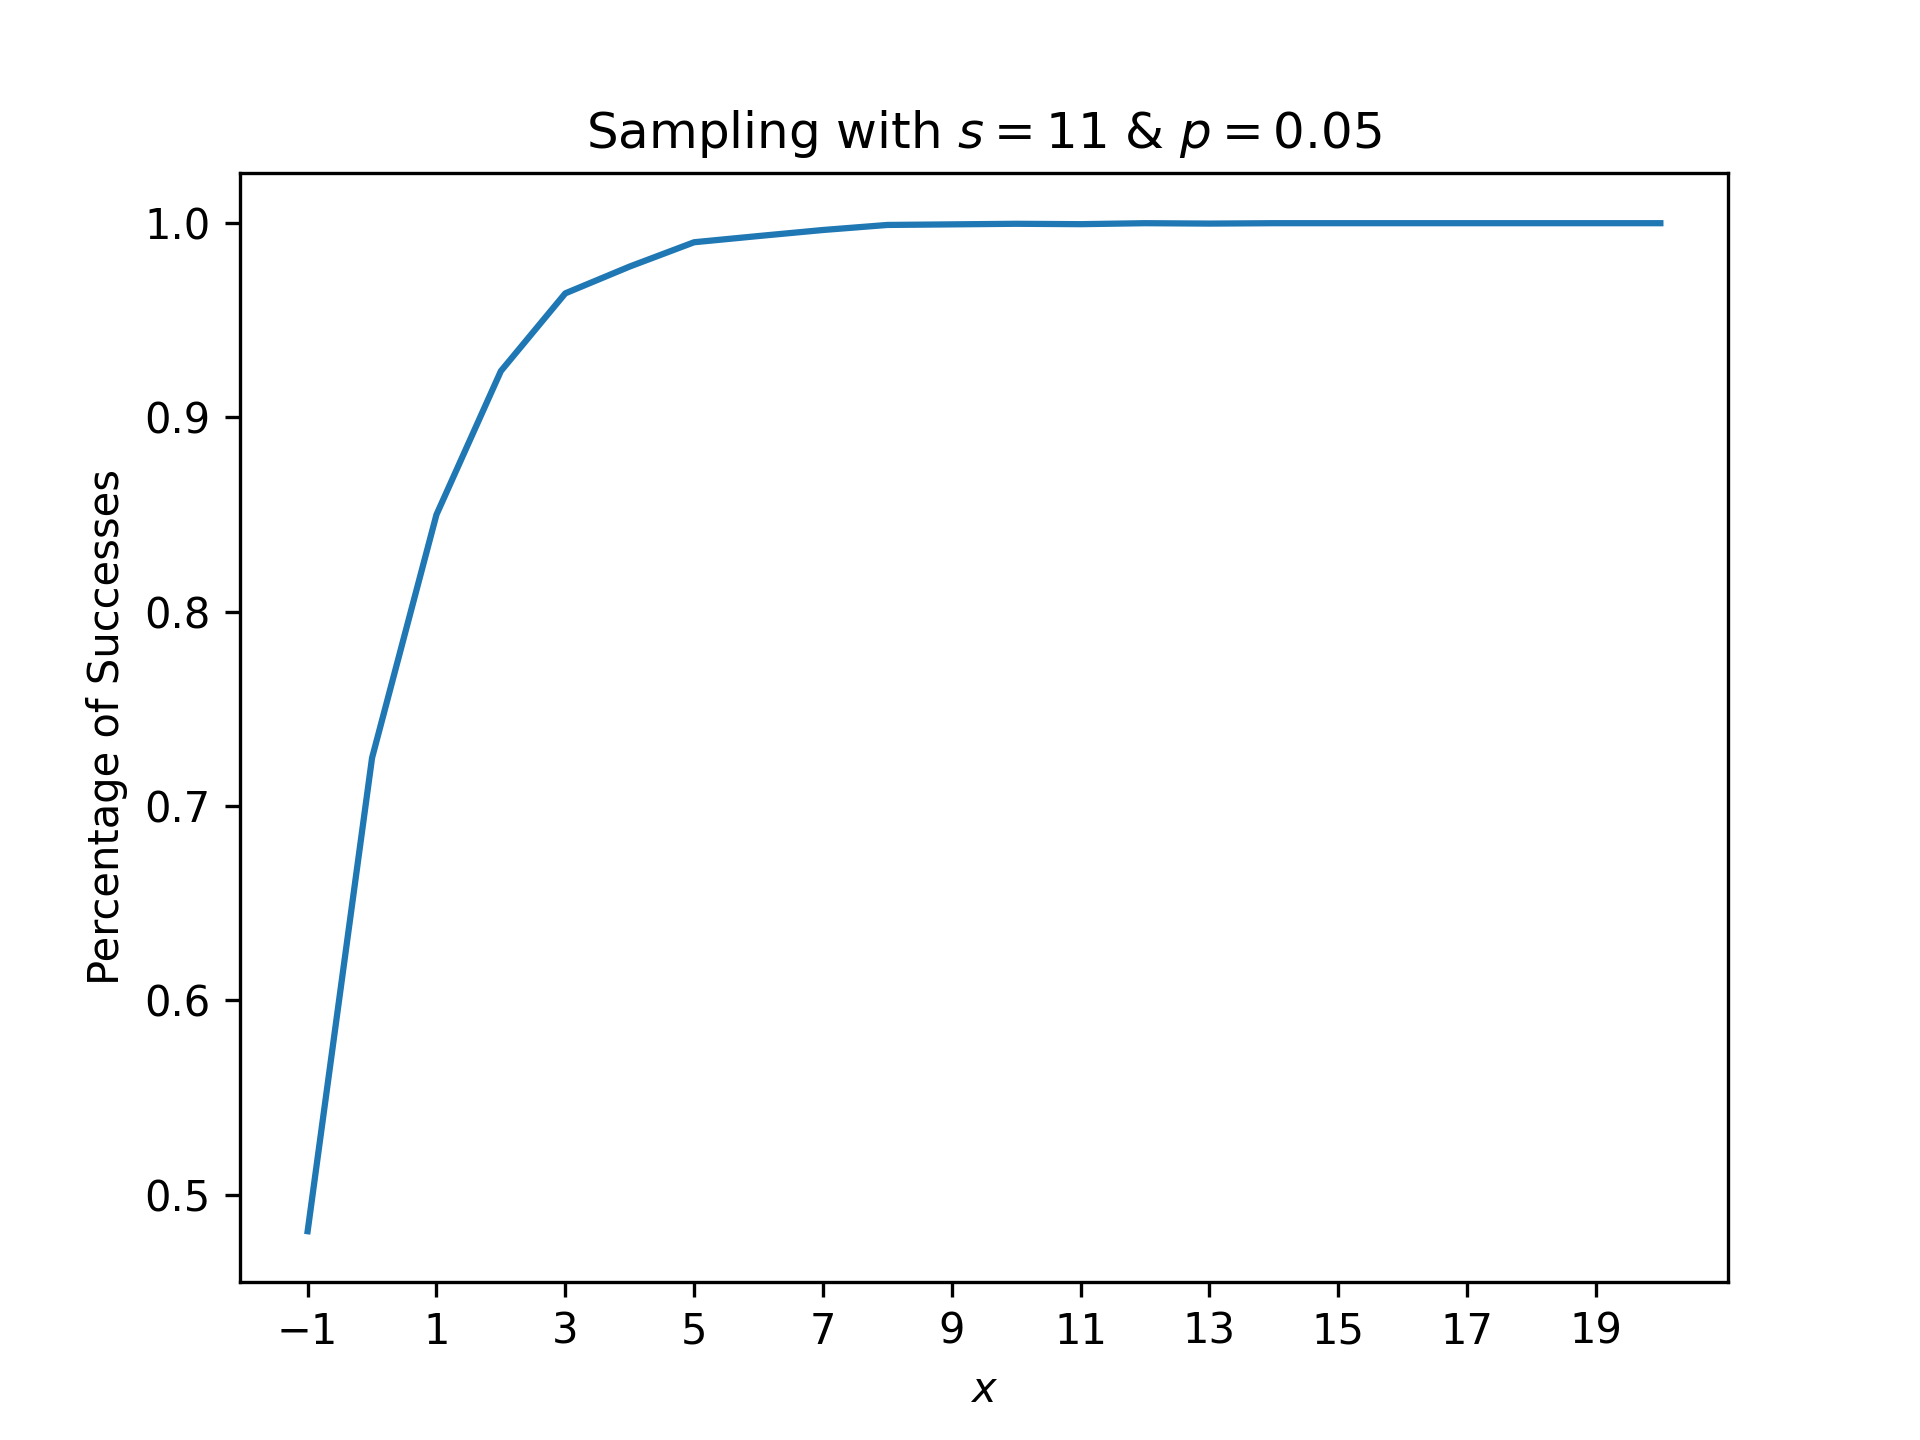 Sampling with s = 11 & p = 0.05
1.0
0.9
0.8
0.7
0.6
0.5
Percentage of Successes
−1 1 3 5 7 9 11 13 15 17 19
x